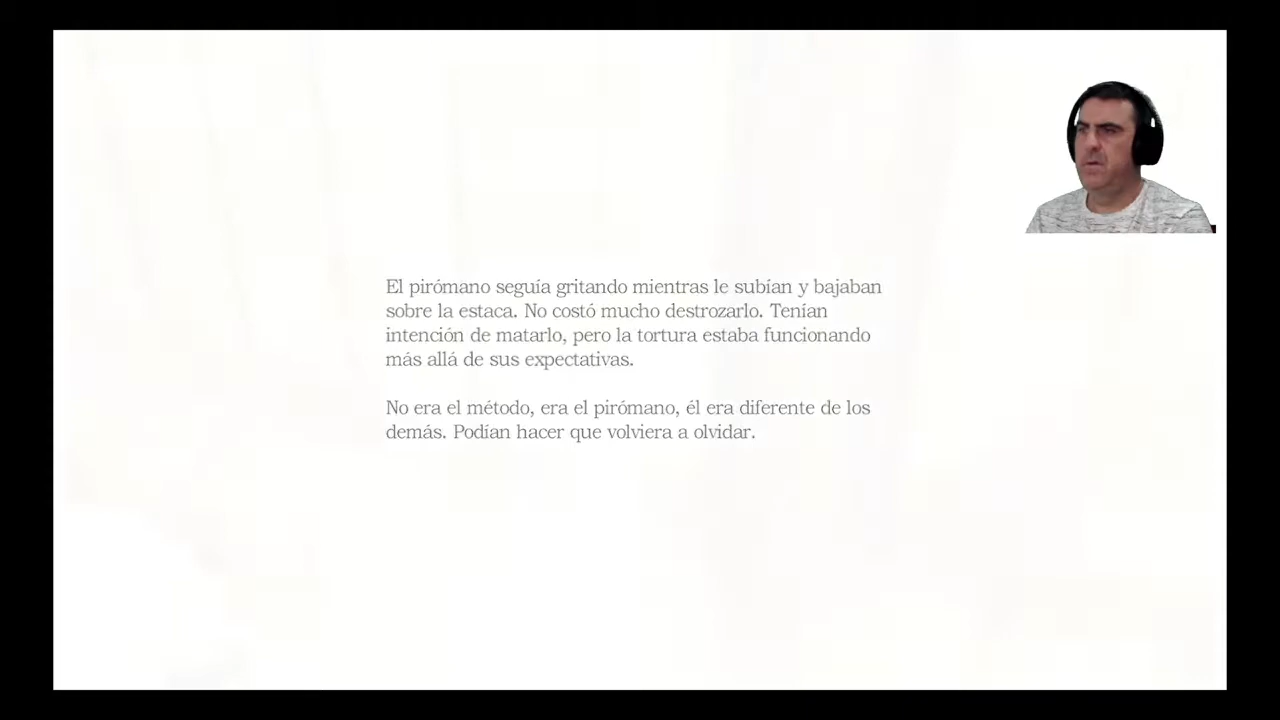 El pirómano seguía gritando mientras le subían y bajaban
sobre la estaca. No costó mucho destrozarlo. Tenían
intención de matarlo, pero la tortura estaba funcionando
más allá de sus expectativas.
No era el método, era el pirómano, él era diferente de los
demás. Podían hacer que volviera a olvidar.